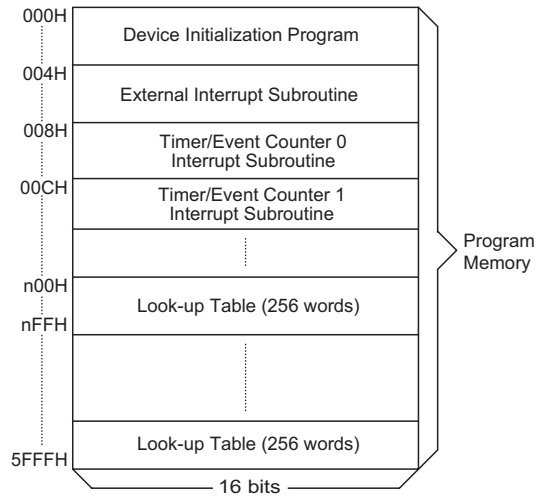 000H
Device Initialization Program
004H
External Interrupt Subroutine
008H
Timer/Event Counter 0
Interrupt Subroutine
00CH
Timer/Event Counter 1
Interrupt Subroutine
Program
Memory
n00H
Look-up Table (256 words)
nFFH
Look-up Table (256 words)
5FFFH
16 bits